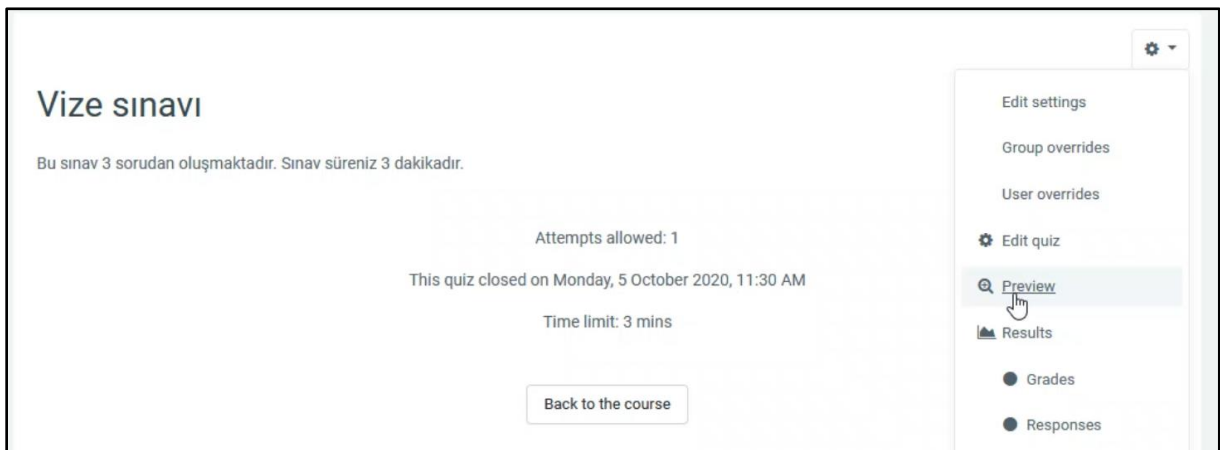 Vize sınavı
Bu sınav 3 sorudan oluşmaktadır. Sınav süreniz 3 dakikadır.
Attempts allowed: 1
This quiz closed on Monday, 5 October 2020, 11:30 AM
Time limit: 3 mins
Back to the course
Edit settings
Group overrides
User overrides
Edit quiz
Preview
Results
Grades
Responses